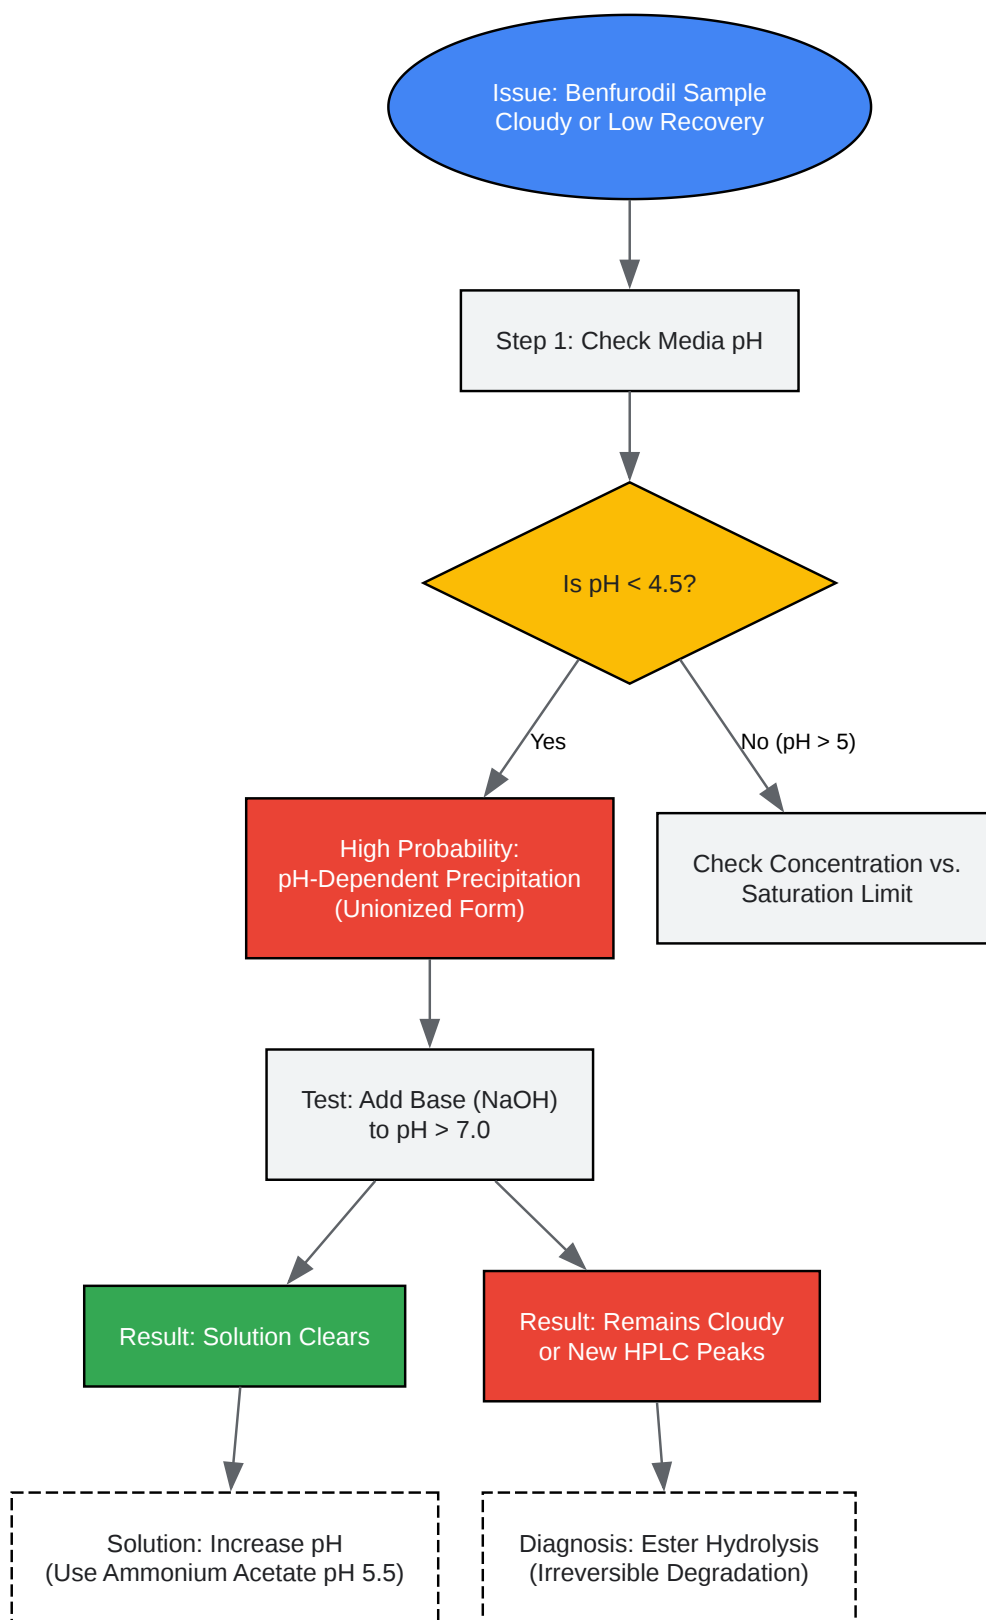 Issue: Benfurodil Sample
Cloudy or Low Recovery
Step 1: Check Media pH
Is pH < 4.5?
Yes
No (pH > 5)
High Probability:
pH-Dependent Precipitation
(Unionized Form)
Check Concentration vs.
Saturation Limit
Test: Add Base (NaOH)
to pH > 7.0
Result: Solution Clears
Result: Remains Cloudy
or New HPLC Peaks
Solution: Increase pH
(Use Ammonium Acetate pH 5.5)
Diagnosis: Ester Hydrolysis
(Irreversible Degradation)